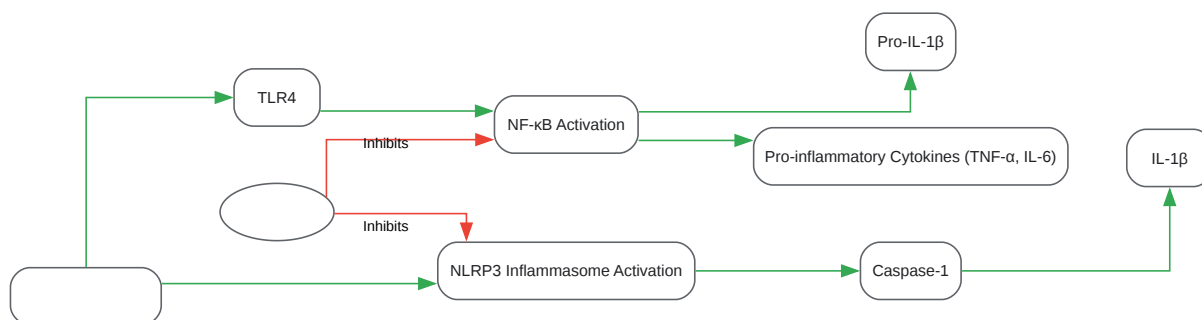 Pro-IL-1β
TLR4
NF-κB Activation
Inhibits
Pro-inflammatory Cytokines (TNF-α, IL-6)
IL-1β
Inhibits
NLRP3 Inflammasome Activation
Caspase-1